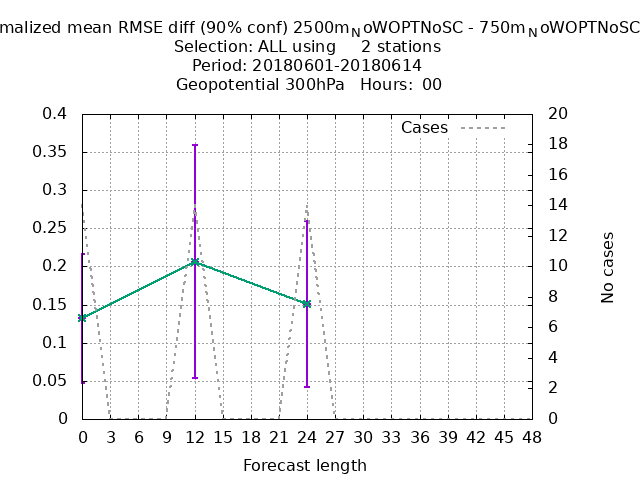 malized mean RMSE diff (90% conf) 2500mNoWOPTNoSC - 750mNoWOPTNoSC
Selection: ALL using 2 stations
Period: 20180601-20180614
Geopotential 300hPa Hours: 00
Cases
0.4
0.35
0.3
0.25
0.2
0.15
0.1
0.05
0
20
18
16
14
12
10
8
6
4
2
0
No cases
0 3 6 9 12 15 18 21 24 27 30 33 36 39 42 45 48
Forecast length